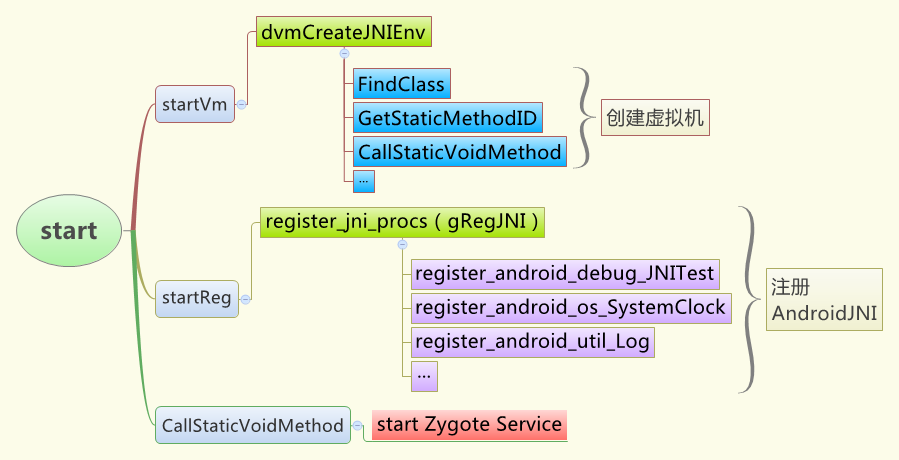 start
startVm
dvmCreateJNIEnv
FindClass
GetStaticMethodID
CallStaticVoidMethod
...
创建虚拟机
startReg
register_jni_procs（gRegJNI）
register_android_debug_JNITest
register_android_os_SystemClock
register_android_util_Log
...
注册
AndroidJNI
CallStaticVoidMethod
start Zygote Service